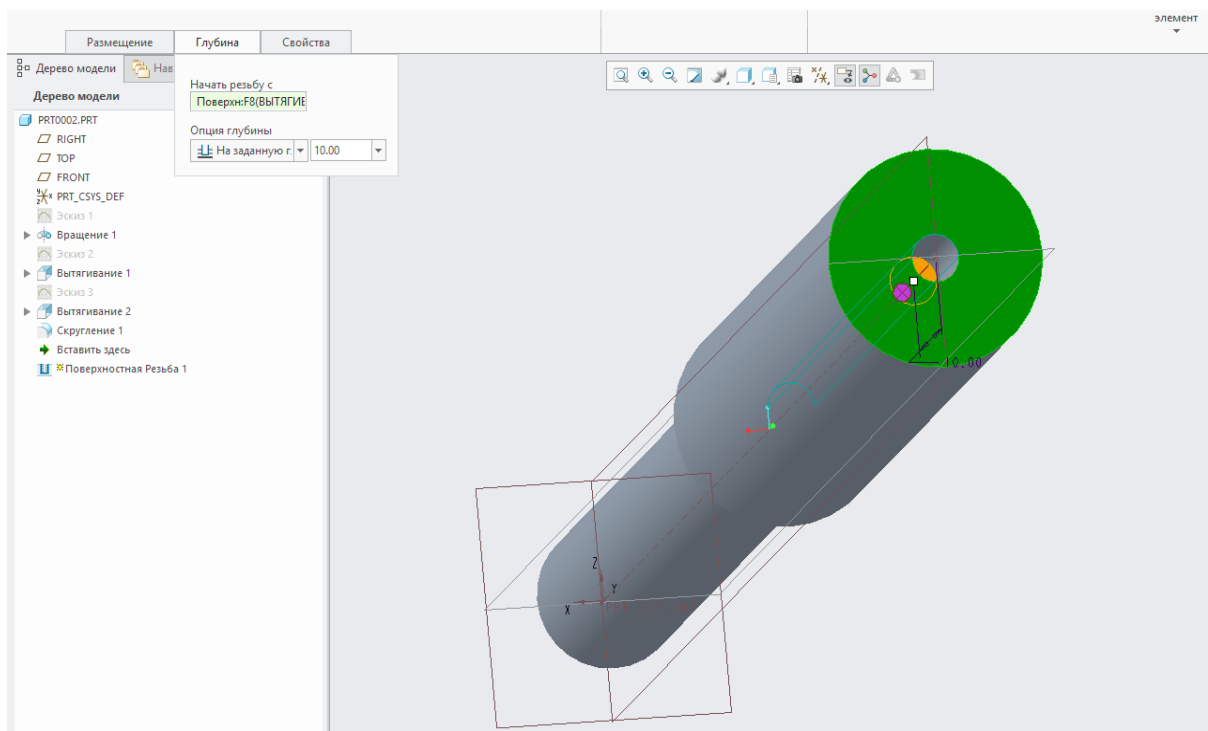 элемент
Размещение Глубина Свойства
Дерево модели Нав
Дерево модели
Начать резьбу с
Поверхн:F8(ВЫТЯГИЕ
Опция глубины
На заданную г. 10.00
PRT0002.PRT
RIGHT
TOP
FRONT
PRT_CSYS_DEF
Эскиз 1
Вращение 1
Эскиз 2
Вытягивание 1
Эскиз 3
Вытягивание 2
Скругление 1
Вставить здесь
Поверхностная Резьба 1
10.00
Z
Y
X